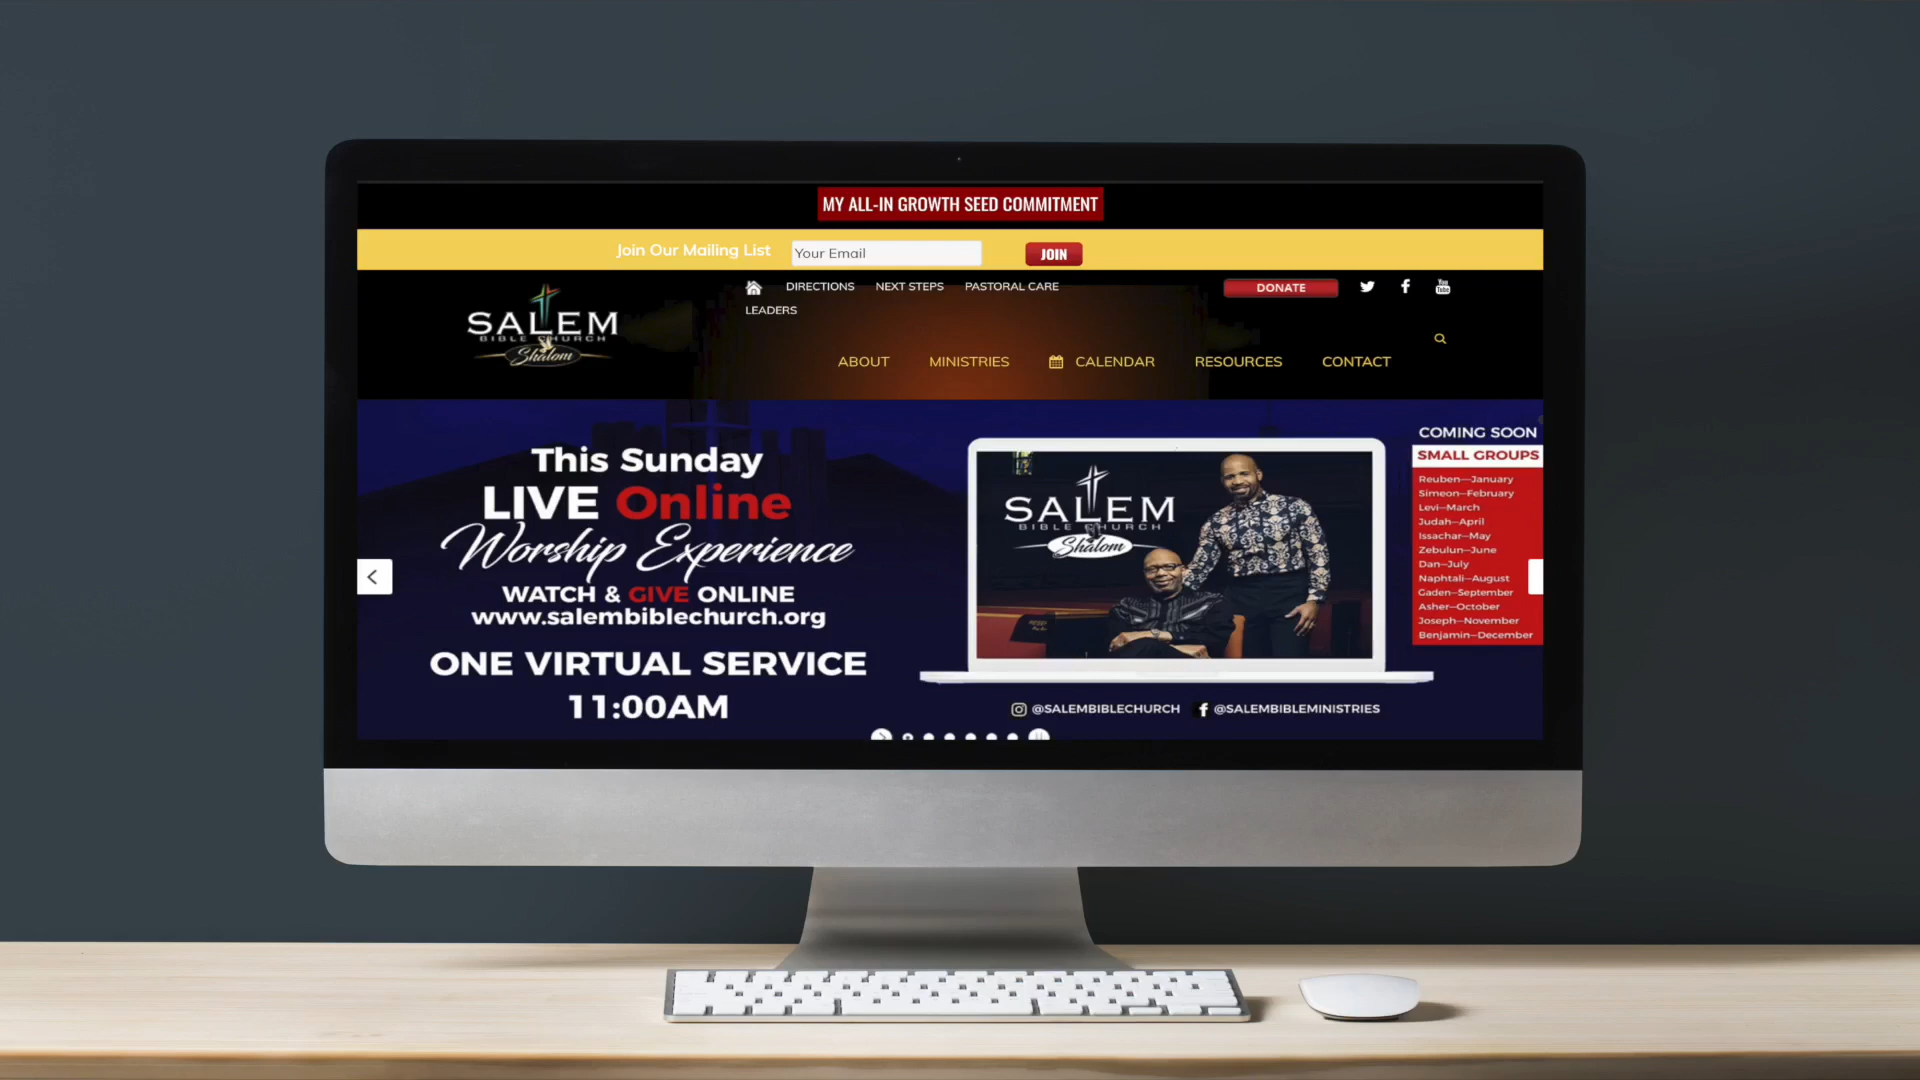 MY ALL-IN GROWTH SEED COMMITMENT
Join Our Mailing List
Your Email
JOIN
DIRECTIONS
NEXT STEPS
PASTORAL CARE
LEADERS
DONATE
You
Tube
SALEM
BIBLE CHURCH
Shalom
ABOUT
MINISTRIES
CALENDAR
RESOURCES
CONTACT
This Sunday
LIVE Online
Worship Experience
WATCH & GIVE ONLINE
www.salembiblechurch.org
ONE VIRTUAL SERVICE
11:00AM
SALEM
BIBLE CHURCH
Shalom
@SALEMBIBLECHURCH
@SALEMBIBLEMINISTRIES
COMING SOON
SMALL GROUPS
Reuben—January
Simeon—February
Levi—March
Judah—April
Issachar—May
Zebulun—June
Dan—July
Naphtali—August
Gaden—September
Asher—October
Joseph—November
Benjamin—December